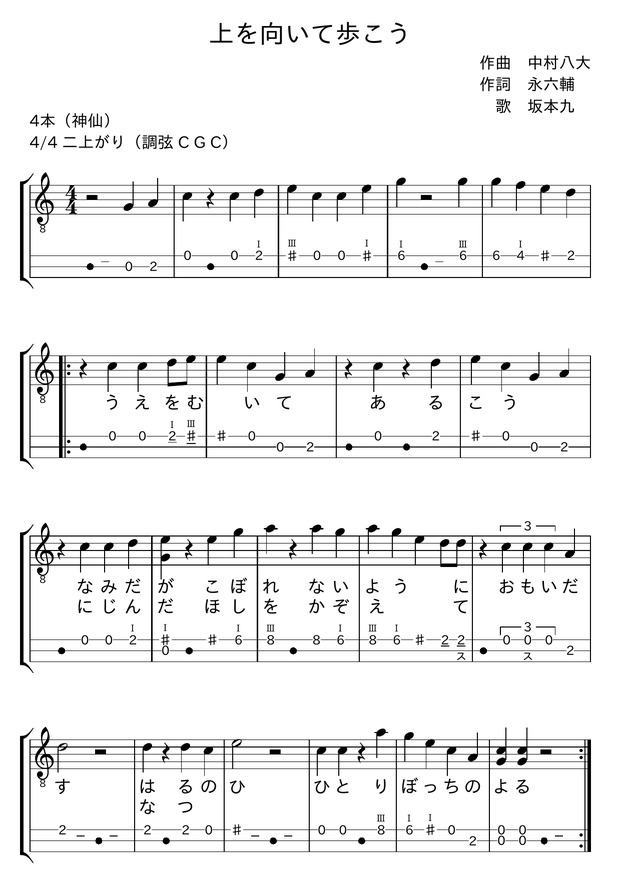 上を向いて歩こう
作曲　中村八大
作詞　永六輔
歌　坂本九
4本（神仙）
4/4 二上がり（調弦 C G C）
4 4
8
I III I I III I
0 0 2 # 0 0 # 6 6 6 4 # 2
0 2
8
う え を む い て あ る こ う
I III
0 0 2 # # 0 0 2 # 0
0 2 0 2
3
8
な み だ が こ ぼ れ な い よ う に お も い だ
に じ ん だ ほ し を か ぞ え て
I I I III I III I 3
0 0 2 # # 6 8 8 6 8 6 # 2 2 0 0 0
0 ス ス 2
8
す は る の ひ ひ と り ぼ っ ち の よ る
な つ
III I I
2 2 2 0 # 0 0 8 6 # 0 0 0
2 0 0